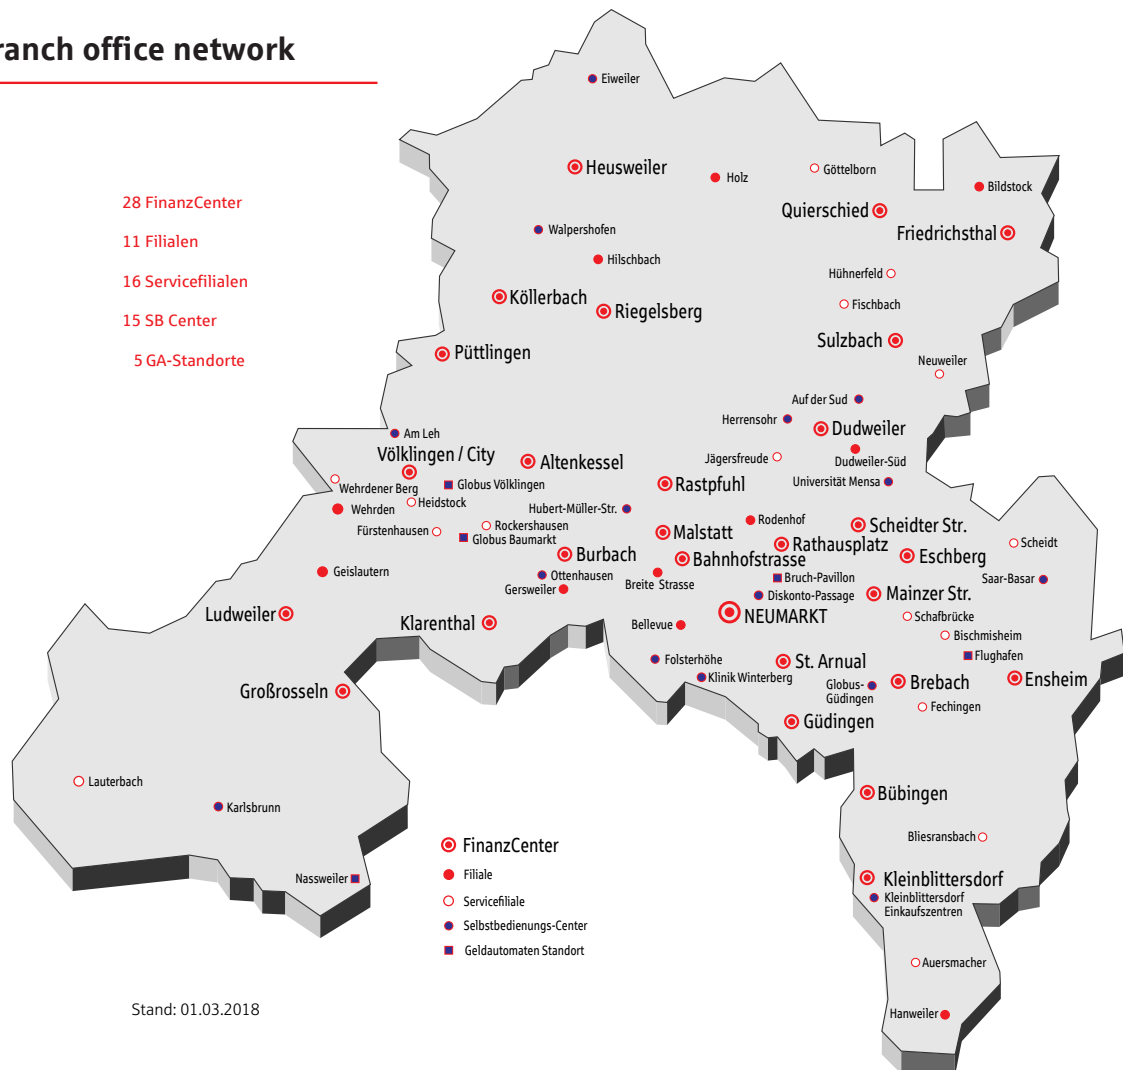 ranch office network
28 FinanzCenter
11 Filialen
16 Servicefilialen
15 SB Center
5 GA-Standorte
Eiweiler
Heusweiler
Holz
Göttelborn
Bildstock
Quierschied
Friedrichsthal
Walpershofen
Hilschbach
Hühnerfeld
Köllerbach
Riegelsberg
Fischbach
Sulzbach
Püttlingen
Neuweiler
Auf der Sud
Herrensohr
Dudweiler
Am Leh
Völklingen / City
Altenkessel
Jägersfreude
Dudweiler-Süd
Wehrdener Berg
Globus Völklingen
Rastpfuhl
Universität Mensa
Heidstock
Wehrden
Hubert-Müller-Str.
Fürstenhausen
Rockershausen
Globus Baumarkt
Malstatt
Rodenhof
Scheidter Str.
Rathausplatz
Scheidt
Burbach
Bahnhofstrasse
Eschberg
Geislautern
Ottenhausen
Gersweiler
Breite Strasse
Bruch-Pavillon
Saar-Basar
Diskonto-Passage
Mainzer Str.
Ludweiler
Klarenthal
Bellevue
NEUMARKT
Schafbrücke
Bischmisheim
Folsterhöhe
St. Arnual
Flughafen
Klinik Winterberg
Globus-
Güdingen
Brebach
Ensheim
Großrosseln
Güdingen
Fechingen
Lauterbach
Karlsbrunn
Bübingen
Bliesransbach
Nassweiler
Kleinblittersdorf
Kleinblittersdorf
Einkaufszentren
FinanzCenter
Filiale
Servicefiliale
Selbstbedienungs-Center
Geldautomaten Standort
Auersmacher
Hanweiler
Stand: 01.03.2018